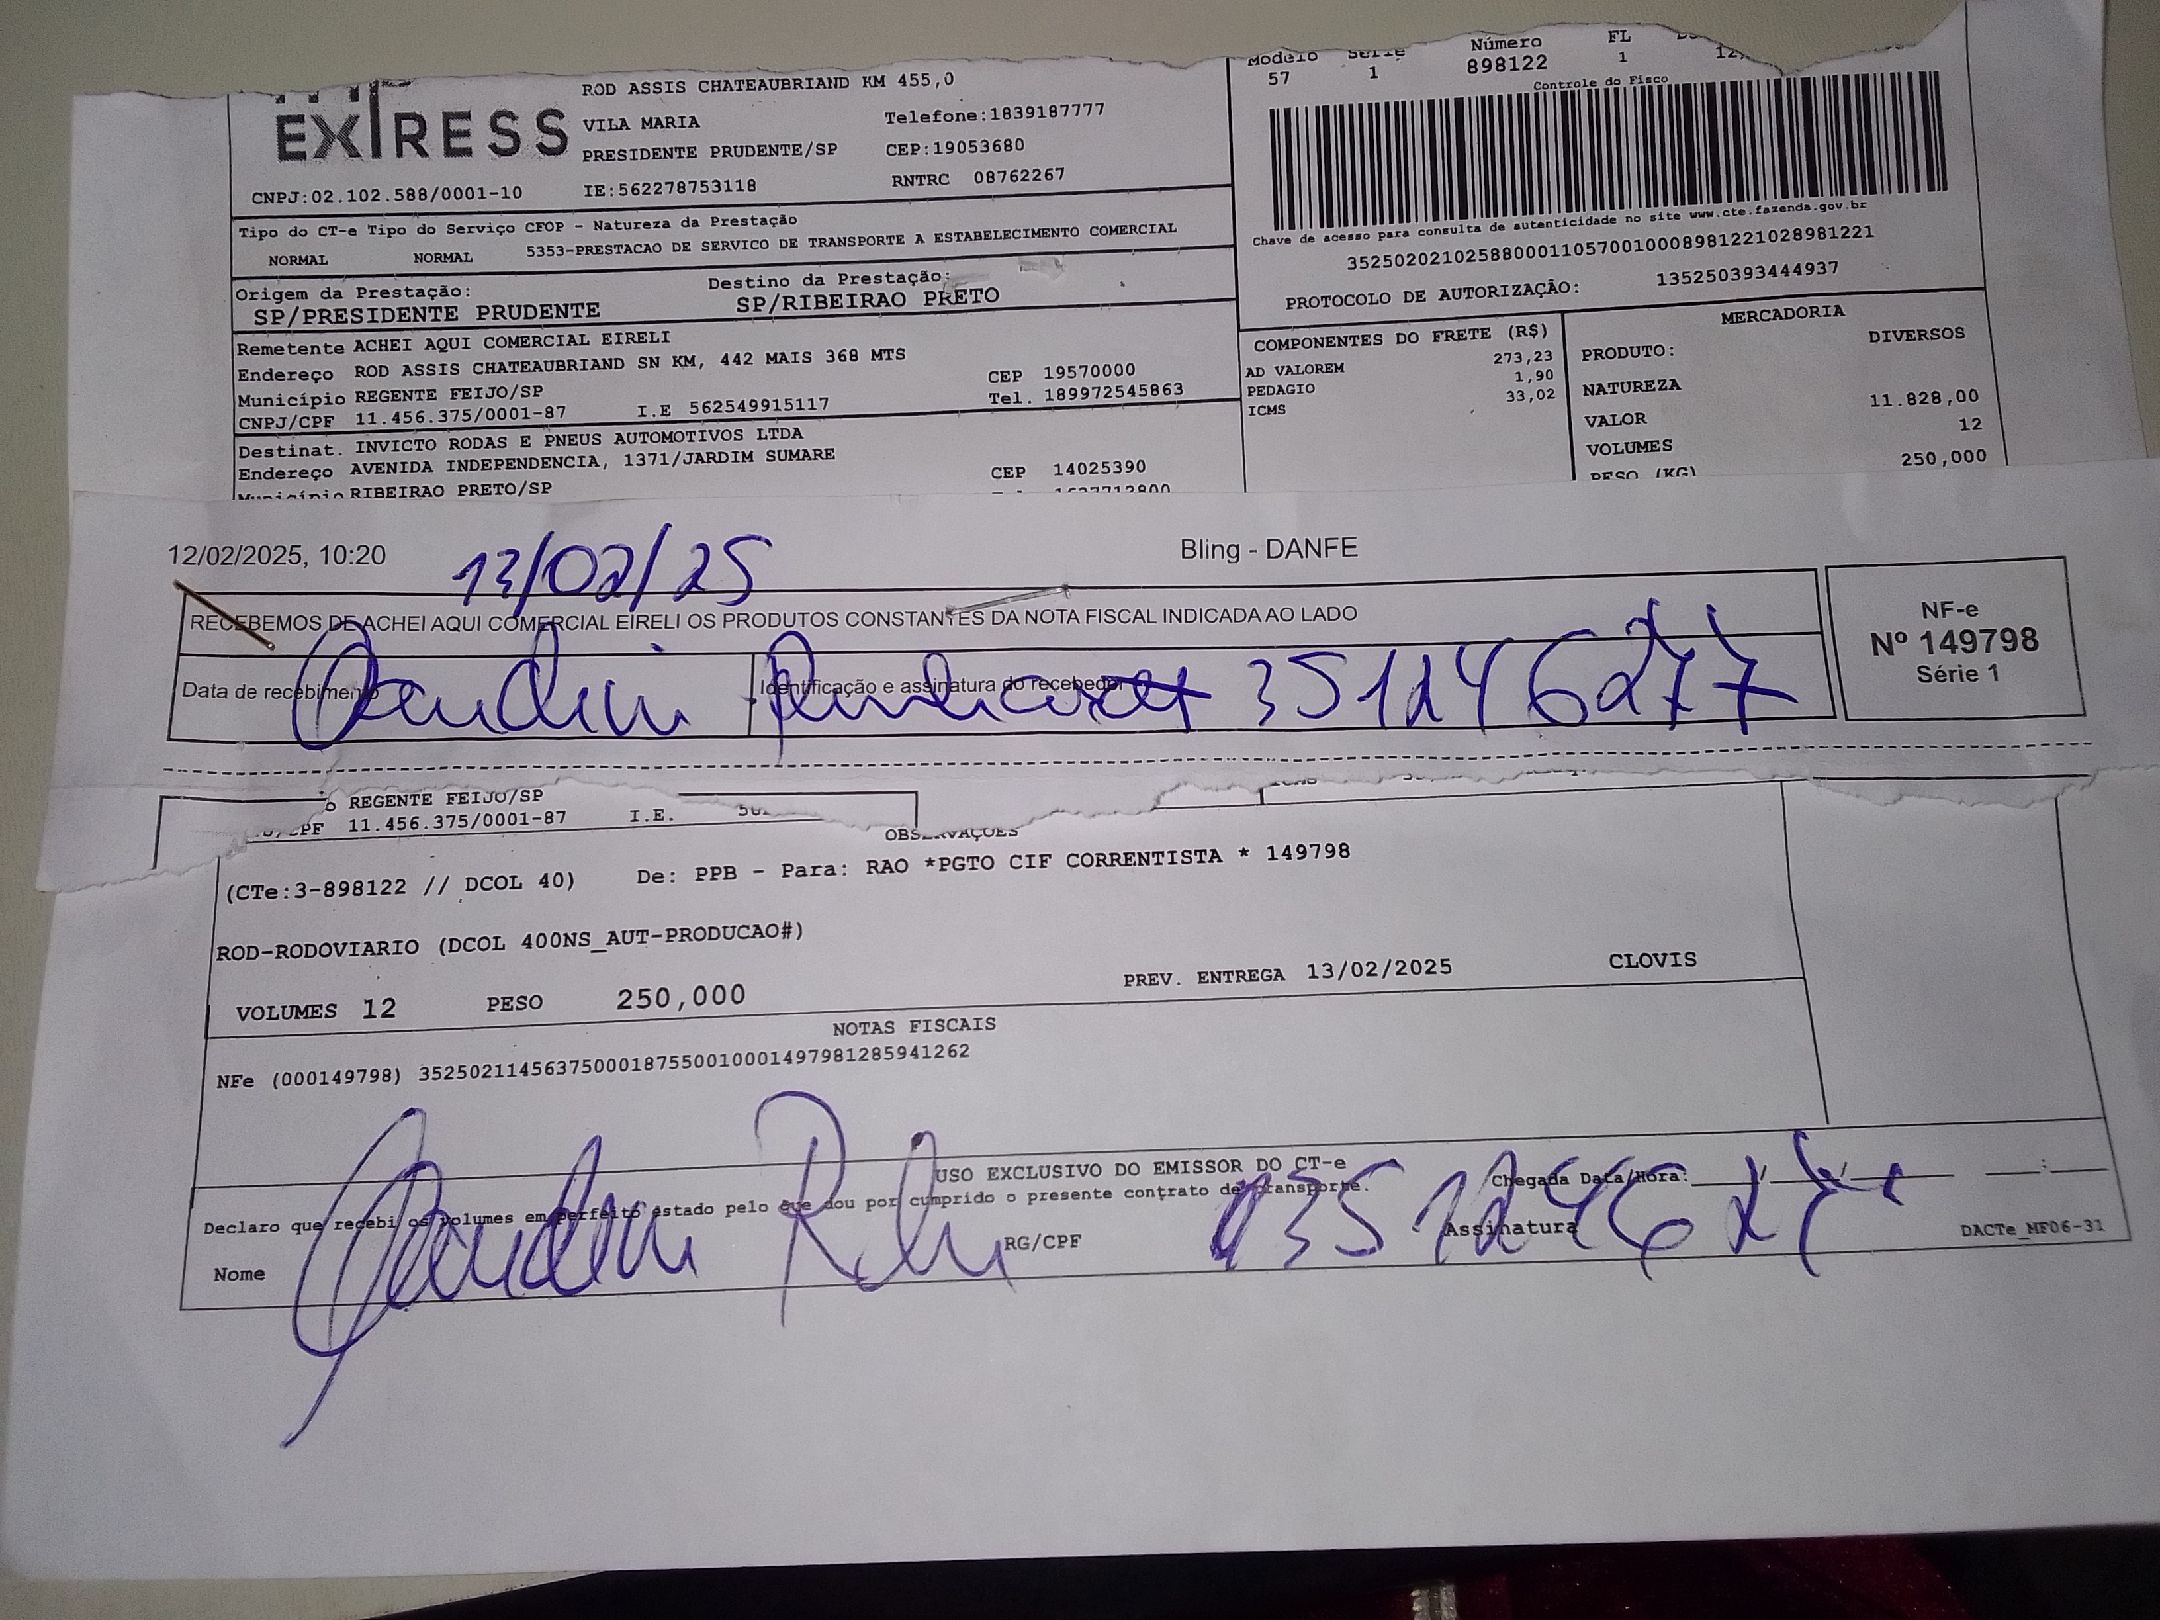 EXPRESS
ROD ASSIS CHATEAUBRIAND KM 455,0
VILA MARIA Telefone:1839187777
PRESIDENTE PRUDENTE/SP CEP:19053680
CNPJ:02.102.588/0001-10 IE:562278753118 RNTRC 08762267
Modelo Série Número FL
57 1 898122 1
Controle do Fisco
Chave de acesso para consulta de autenticidade no site www.cte.fazenda.gov.br
35250202102588000110570010008981221028981221
PROTOCOLO DE AUTORIZAÇÃO: 135250393444937
Tipo do CT-e Tipo do Serviço CFOP - Natureza da Prestação
NORMAL NORMAL 5353-PRESTACAO DE SERVICO DE TRANSPORTE A ESTABELECIMENTO COMERCIAL
Origem da Prestação: Destino da Prestação:
SP/PRESIDENTE PRUDENTE SP/RIBEIRAO PRETO
Remetente ACHEI AQUI COMERCIAL EIRELI
Endereço ROD ASSIS CHATEAUBRIAND SN KM, 442 MAIS 368 MTS
Município REGENTE FEIJO/SP CEP 19570000
CNPJ/CPF 11.456.375/0001-87 I.E 562549915117 Tel. 189972545863
Destinat. INVICTO RODAS E PNEUS AUTOMOTIVOS LTDA
Endereço AVENIDA INDEPENDENCIA, 1371/JARDIM SUMARE
Município RIBEIRAO PRETO/SP CEP 14025390
COMPONENTES DO FRETE (R$)
AD VALOREM 273,23
PEDAGIO 1,90
ICMS 33,02
MERCADORIA
PRODUTO: DIVERSOS
NATUREZA
VALOR 11.828,00
VOLUMES 12
PESO (KG) 250,000
12/02/2025, 10:20 13/02/25 Bling - DANFE
RECEBEMOS DE ACHEI AQUI COMERCIAL EIRELI OS PRODUTOS CONSTANTES DA NOTA FISCAL INDICADA AO LADO
Data de recebimento Identificação e assinatura do recebedor
351246277
NF-e
Nº 149798
Série 1
REGENTE FEIJO/SP
CPF 11.456.375/0001-87 I.E.
OBSERVAÇÕES
(CTe:3-898122 // DCOL 40) De: PPB - Para: RAO *PGTO CIF CORRENTISTA * 149798
ROD-RODOVIARIO (DCOL 400NS_AUT-PRODUCAO#)
VOLUMES 12 PESO 250,000 PREV. ENTREGA 13/02/2025 CLOVIS
NOTAS FISCAIS
NFe (000149798) 35250211456375000187550010001497981285941262
USO EXCLUSIVO DO EMISSOR DO CT-e
Declaro que recebi os volumes em perfeito estado pelo que dou por cumprido o presente contrato de transporte.
Chegada Data/Hora:
Nome RG/CPF Assinatura
DACTe_MF06-31